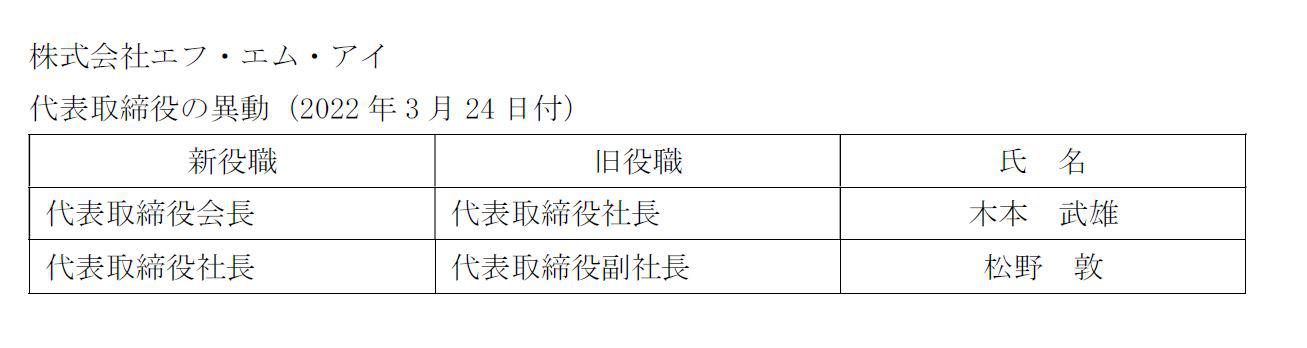 株式会社エフ・エム・アイ
代表取締役の異動（2022 年 3 月 24 日付）
新役職 旧役職 氏　名
代表取締役会長 代表取締役社長 木本　武雄
代表取締役社長 代表取締役副社長 松野　敦